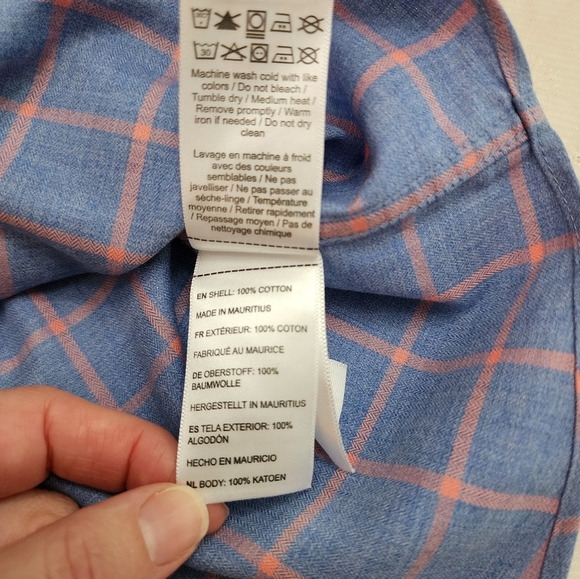 30°
30
Machine wash cold with like
colors / Do not bleach /
Tumble dry / Medium heat /
Remove promptly / Warm
iron if needed / Do not dry
clean
Lavage en machine à froid
avec des couleurs
semblables / Ne pas
javelliser / Ne pas passer au
sèche-linge / Température
moyenne / Retirer rapidement
/ Repassage moyen / Pas de
nettoyage chimique
EN SHELL: 100% COTTON
MADE IN MAURITIUS
FR EXTÉRIEUR: 100% COTON
FABRIQUÉ AU MAURICE
DE OBERSTOFF: 100%
BAUMWOLLE
HERGESTELLT IN MAURITIUS
ES TELA EXTERIOR: 100%
ALGODÓN
HECHO EN MAURICIO
NL BODY: 100% KATOEN